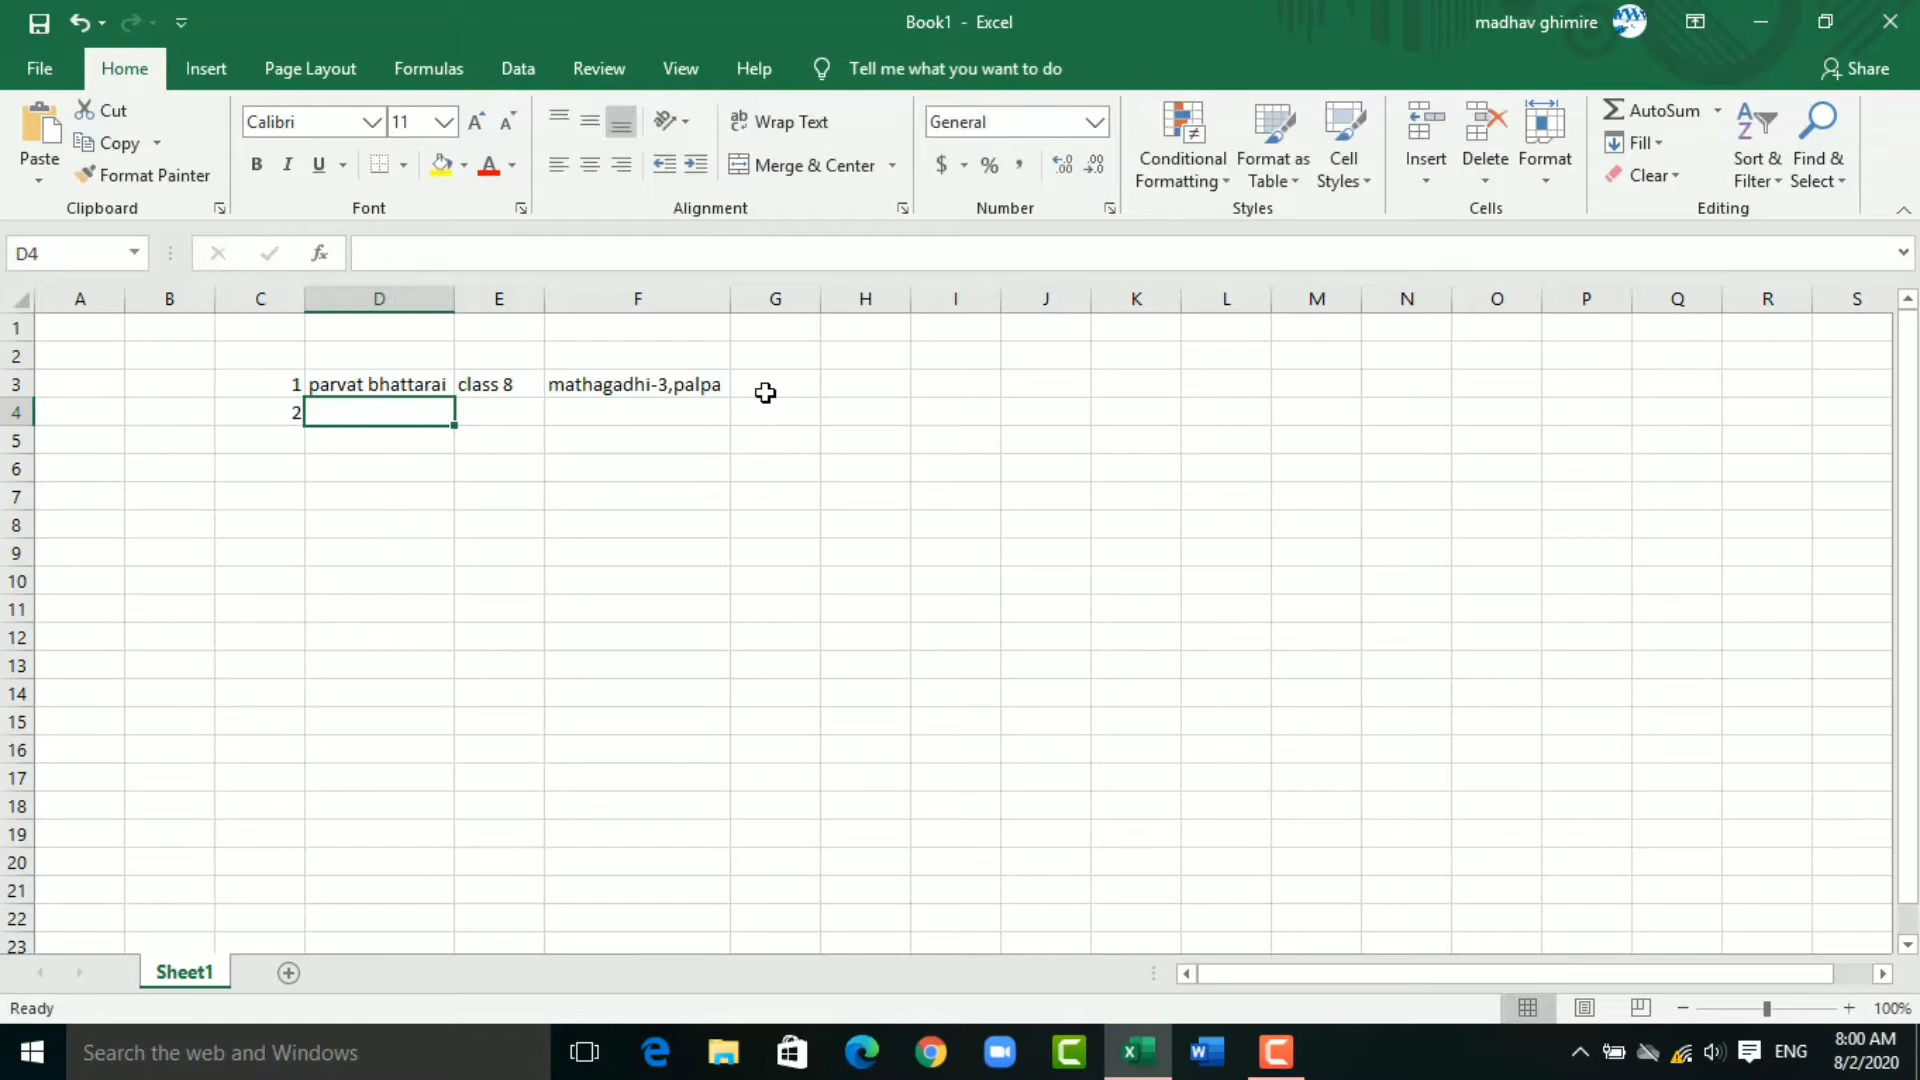 Book1 - Excel
madhav ghimire
File Home Insert Page Layout Formulas Data Review View Help Tell me what you want to do Share
Paste Cut Copy Format Painter
Clipboard
Calibri 11
B I U A
Font
Wrap Text
Merge & Center
Alignment
General
$ % ,
Number
Conditional Formatting Format as Table Cell Styles
Styles
Insert Delete Format
Cells
AutoSum
Fill
Clear
Sort & Filter Find & Select
Editing
D4 fx
A B C D E F G H I J K L M N O P Q R S
1
2
3 1 parvat bhattarai class 8 mathagadhi-3,palpa
4 2
5
6
7
8
9
10
11
12
13
14
15
16
17
18
19
20
21
22
23
Sheet1
Ready 100%
Search the web and Windows ENG 8:00 AM
8/2/2020